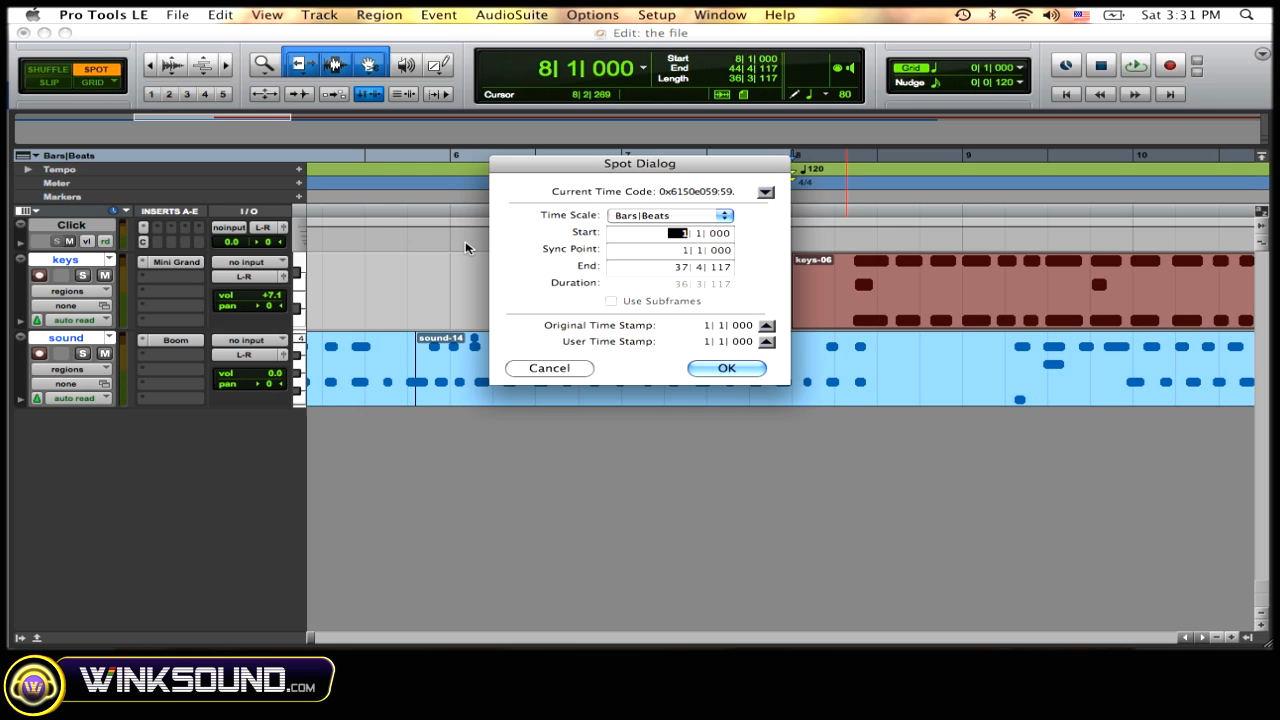 Pro Tools LE File Edit View Track Region Event AudioSuite Options Setup Window Help Sat 3:31 PM
Edit: the file
SHUFFLE SPOT
SLIP GRID
1 2 3 4 5
8| 1| 000
Start 8| 1| 000
End 44| 4| 117
Length 36| 3| 117
Cursor 8| 2| 269
80
Grid 0| 1| 000
Nudge 0| 0| 120
Bars|Beats 6 7 8 9 10
Tempo 120
Meter 4/4
Markers
INSERTS A-E I / O
Click
noinput L-R
S M vl rd
C
0.0 0
keys
Mini Grand
no input
S M
L-R
regions
vol +7.1
none
pan 0
auto read
keys-06
sound
Boom
no input
4
S M
L-R
regions
vol 0.0
none
pan 0
auto read
sound-14
Spot Dialog
Current Time Code: 0x6150e059:59.
Time Scale: Bars|Beats
Start: 1| 1| 000
Sync Point: 1| 1| 000
End: 37| 4| 117
Duration: 36| 3| 117
Use Subframes
Original Time Stamp: 1| 1| 000
User Time Stamp: 1| 1| 000
Cancel OK
WINKSOUND.COM